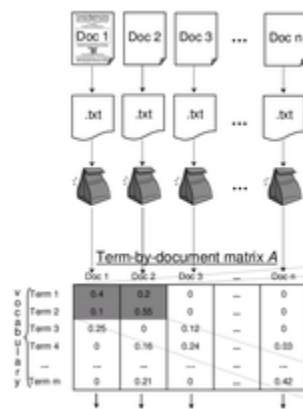 Doc 1 Doc 2 Doc 3 ... Doc n
.txt .txt .txt ... .txt
...
Term-by-document matrix A
Doc 1 Doc 2 Doc 3 ... Doc n
vocabulary
Term 1 0.4 0.2 0 ... 0
Term 2 0.1 0.55 0 ... 0
Term 3 0.25 0 0.12 ... 0
Term 4 0 0.16 0.24 ... 0.03
... ... ... ... ...
Term m 0 0.21 0 ... 0.42